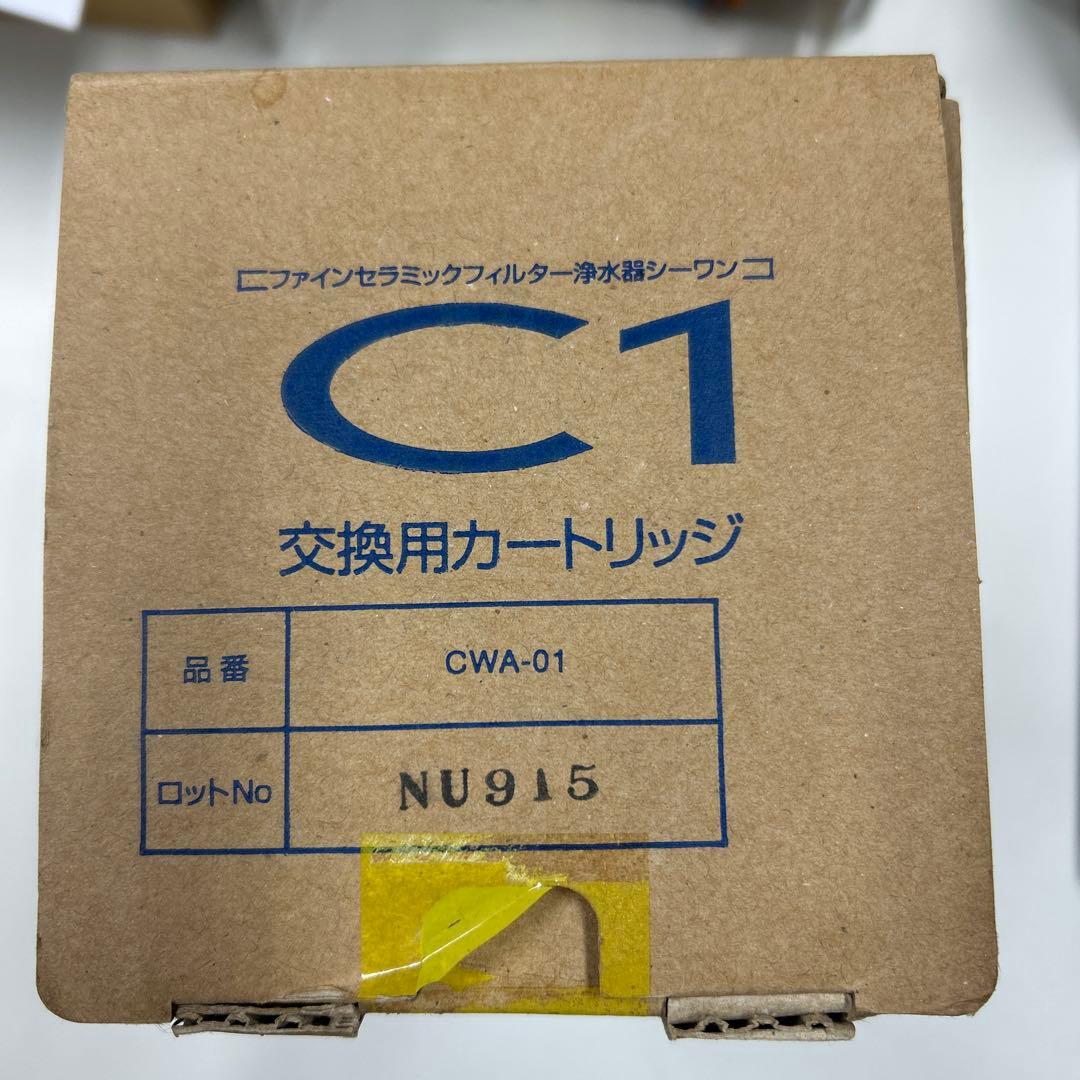 ファインセラミックフィルター浄水器シーワン
C1
交換用カートリッジ
品番 CWA-01
ロットNo NU915